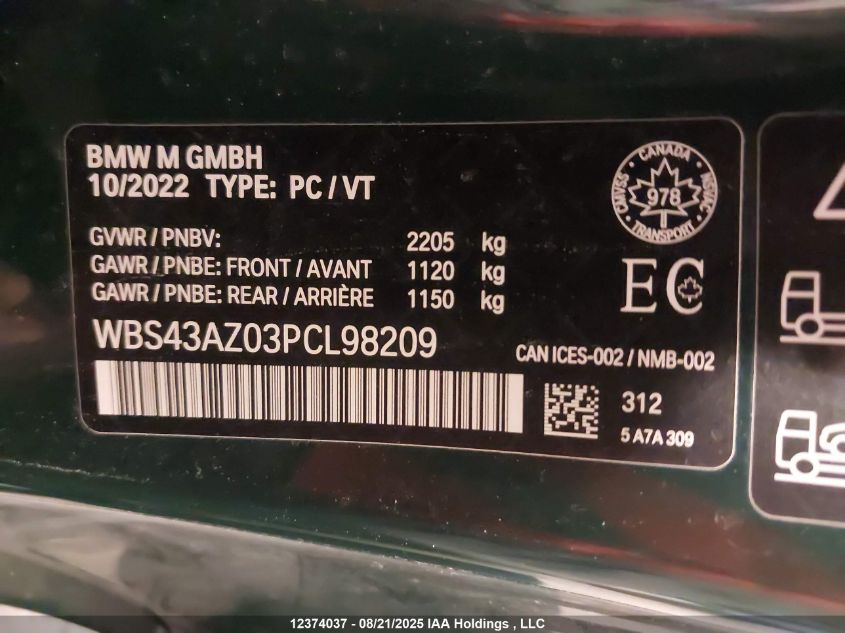 BMW M GMBH
10/2022 TYPE: PC / VT
GVWR / PNBV: 2205 kg
GAWR / PNBE: FRONT / AVANT 1120 kg
GAWR / PNBE: REAR / ARRIÈRE 1150 kg
WBS43AZ03PCL98209
CANADA
CMVSS 978 NSVAC
TRANSPORT
EC
CAN ICES-002 / NMB-002
312
5 A7A 309
12374037 - 08/21/2025 IAA Holdings , LLC